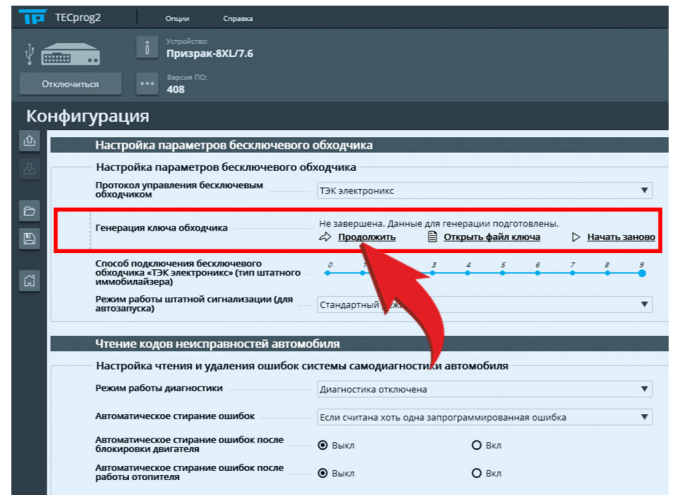 TECprog2 Опции Справка
Устройство:
Призрак-8XL/7.6
Отключиться
Версия ПО:
408
Конфигурация
Настройка параметров бесключевого обходчика
Настройка параметров бесключевого обходчика
Протокол управления бесключевым
обходчиком
ТЭК электроникс
Генерация ключа обходчика
Не завершена. Данные для генерации подготовлены.
Продолжить Открыть файл ключа Начать заново
Способ подключения бесключевого
обходчика «ТЭК электроникс» (тип штатного
иммобилайзера)
0 3 4 5 6 7 8 9
Режим работы штатной сигнализации (для
автозапуска)
Стандартный
Чтение кодов неисправностей автомобиля
Настройка чтения и удаления ошибок системы самодиагностики автомобиля
Режим работы диагностики
Диагностика отключена
Автоматическое стирание ошибок
Если считана хоть одна запрограммированная ошибка
Автоматическое стирание ошибок после
блокировки двигателя
Выкл Вкл
Автоматическое стирание ошибок после
работы отопителя
Выкл Вкл